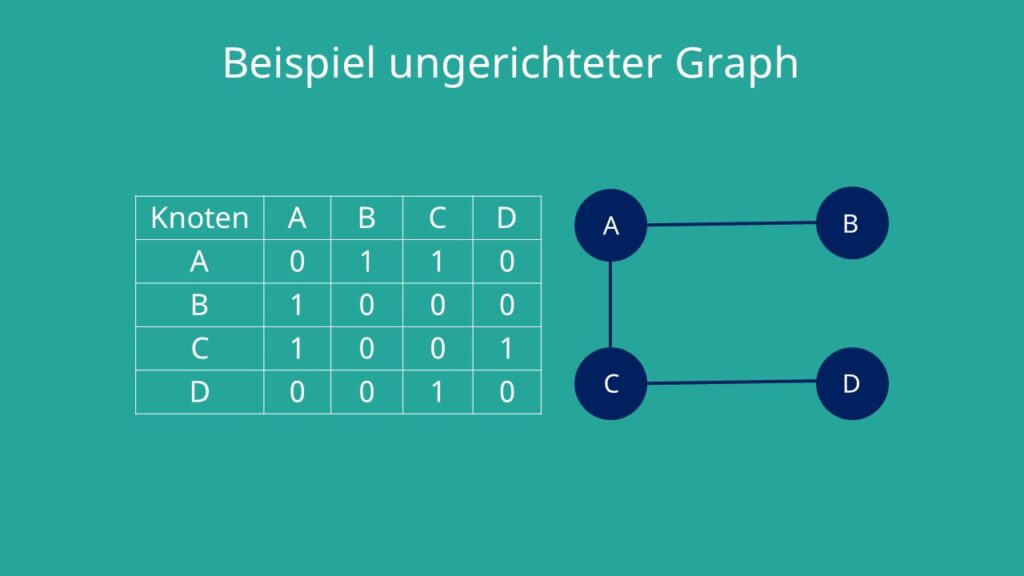 Beispiel ungerichteter Graph
Knoten A B C D
A 0 1 1 0
B 1 0 0 0
C 1 0 0 1
D 0 0 1 0
A B
C D